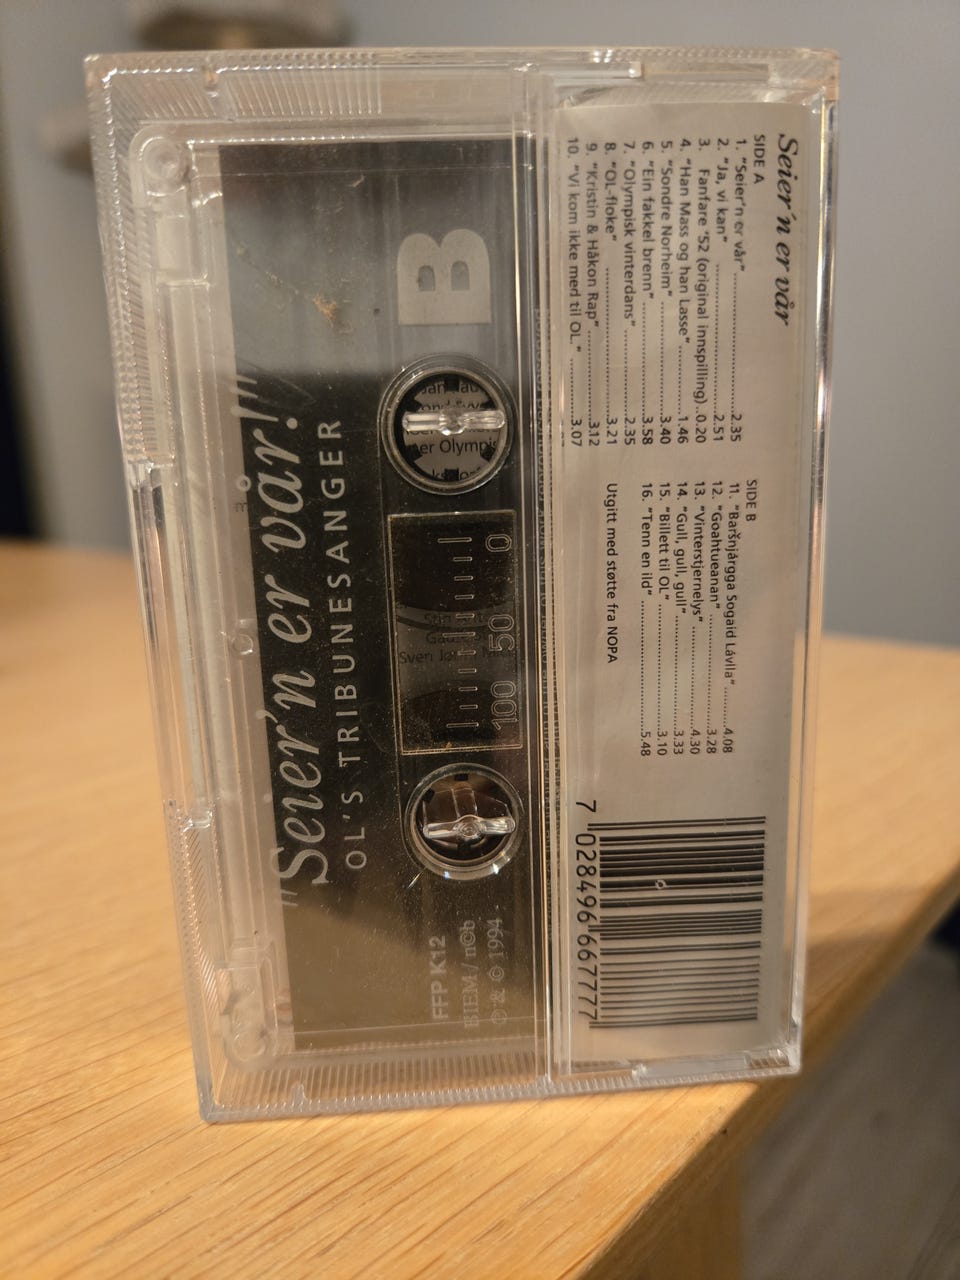 Seier'n er vår
SIDE A
1. "Seier'n er vår"..........2.35
2. "Ja, vi kan"..........2.51
3. Fanfare '52 (original innspilling)..0.20
4. "Han Mass og han Lasse"..........1.46
5. "Sondre Norheim"..........3.40
6. "Ein fakkel brenn"..........3.58
7. "Olympisk vinterdans"..........2.35
8. "OL-floke"..........3.21
9. "Kristin & Håkon Rap"..........3.12
10. "Vi kom ikke med til OL."..........3.07
SIDE B
11. "Baršnjárgga Sogaid Lávlla"..........4.08
12. "Goahtueanan"..........3.28
13. "Vinterstjernelys"..........4.30
14. "Gull, gull, gull"..........3.33
15. "Billett til OL"..........3.10
16. "Tenn en ild"..........5.48
Utgitt med støtte fra NOPA
7 028496 667777
B
100 50 0
"Seier'n er vår!"
OL'S TRIBUNESANGER
FFP K12
BIEM / n©b
℗ & © 1994